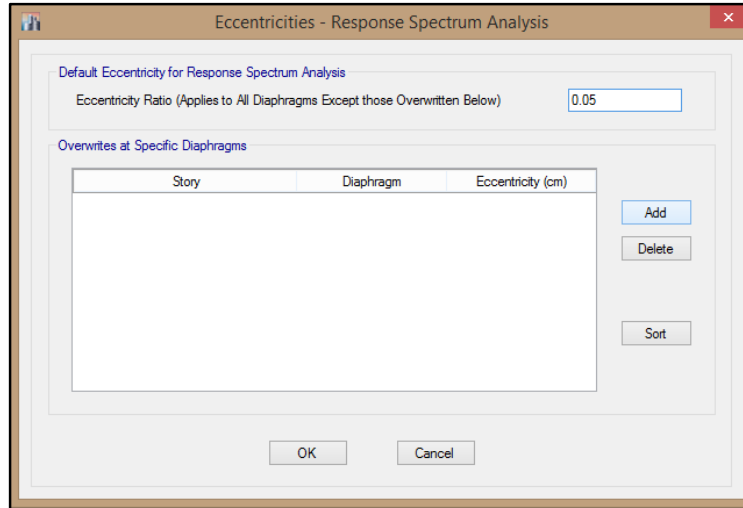 Eccentricities - Response Spectrum Analysis
Default Eccentricity for Response Spectrum Analysis
Eccentricity Ratio (Applies to All Diaphragms Except those Overwritten Below) 0.05
Overwrites at Specific Diaphragms
Story Diaphragm Eccentricity (cm)
Add
Delete
Sort
OK Cancel